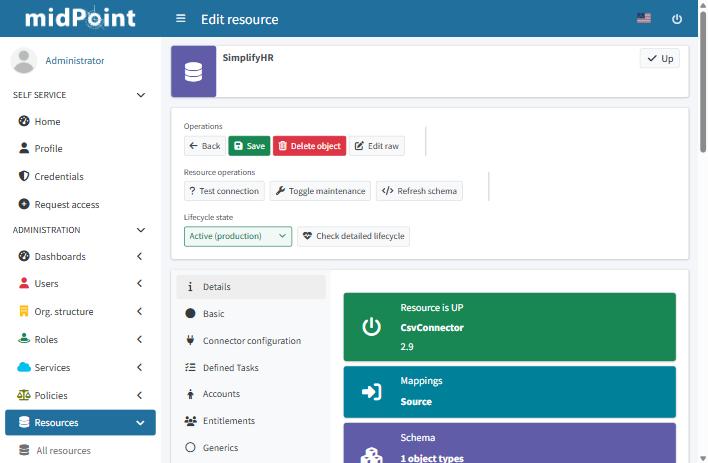 midPoint
Edit resource
Administrator
SELF SERVICE
Home
Profile
Credentials
Request access
ADMINISTRATION
Dashboards
Users
Org. structure
Roles
Services
Policies
Resources
All resources
SimplifyHR
Up
Operations
Back Save Delete object Edit raw
Resource operations
? Test connection Toggle maintenance </> Refresh schema
Lifecycle state
Active (production) Check detailed lifecycle
Details
Basic
Connector configuration
Defined Tasks
Accounts
Entitlements
Generics
Resource is UP
CsvConnector
2.9
Mappings
Source
Schema
1 object types